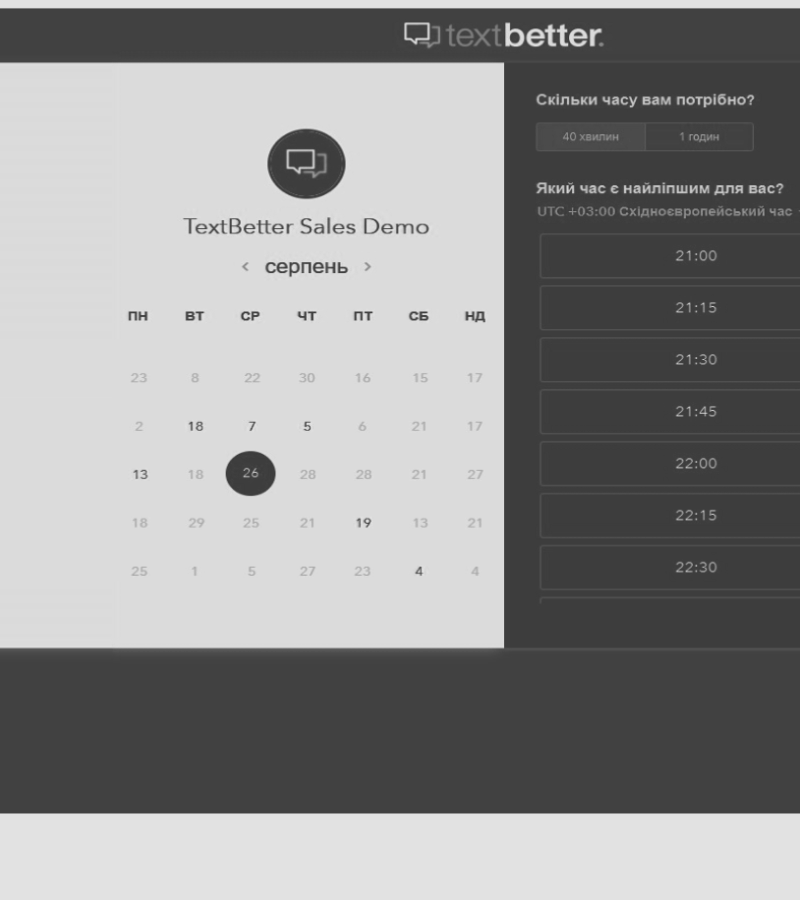 textbetter.
TextBetter Sales Demo
< серпень >
ПН ВТ СР ЧТ ПТ СБ НД
23 8 22 30 16 15 17
2 18 7 5 6 21 17
13 18 26 28 28 21 27
18 29 25 21 19 13 21
25 1 5 27 23 4 4
Скільки часу вам потрібно?
40 хвилин 1 годин
Який час є найліпшим для вас?
UTC +03:00 Східноєвропейський час
21:00
21:15
21:30
21:45
22:00
22:15
22:30